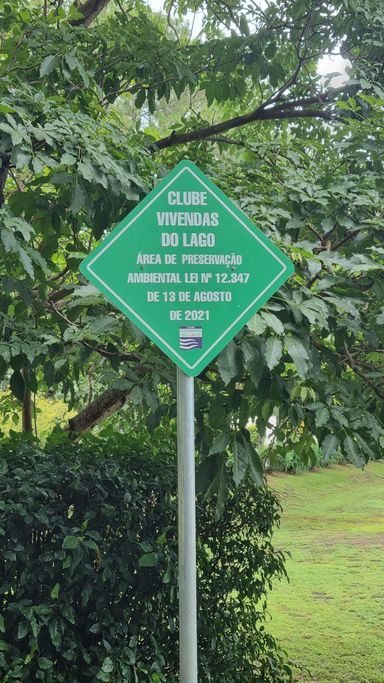 CLUBE
VIVENDAS
DO LAGO
ÁREA DE PRESERVAÇÃO
AMBIENTAL LEI Nº 12.347
DE 13 DE AGOSTO
DE 2021